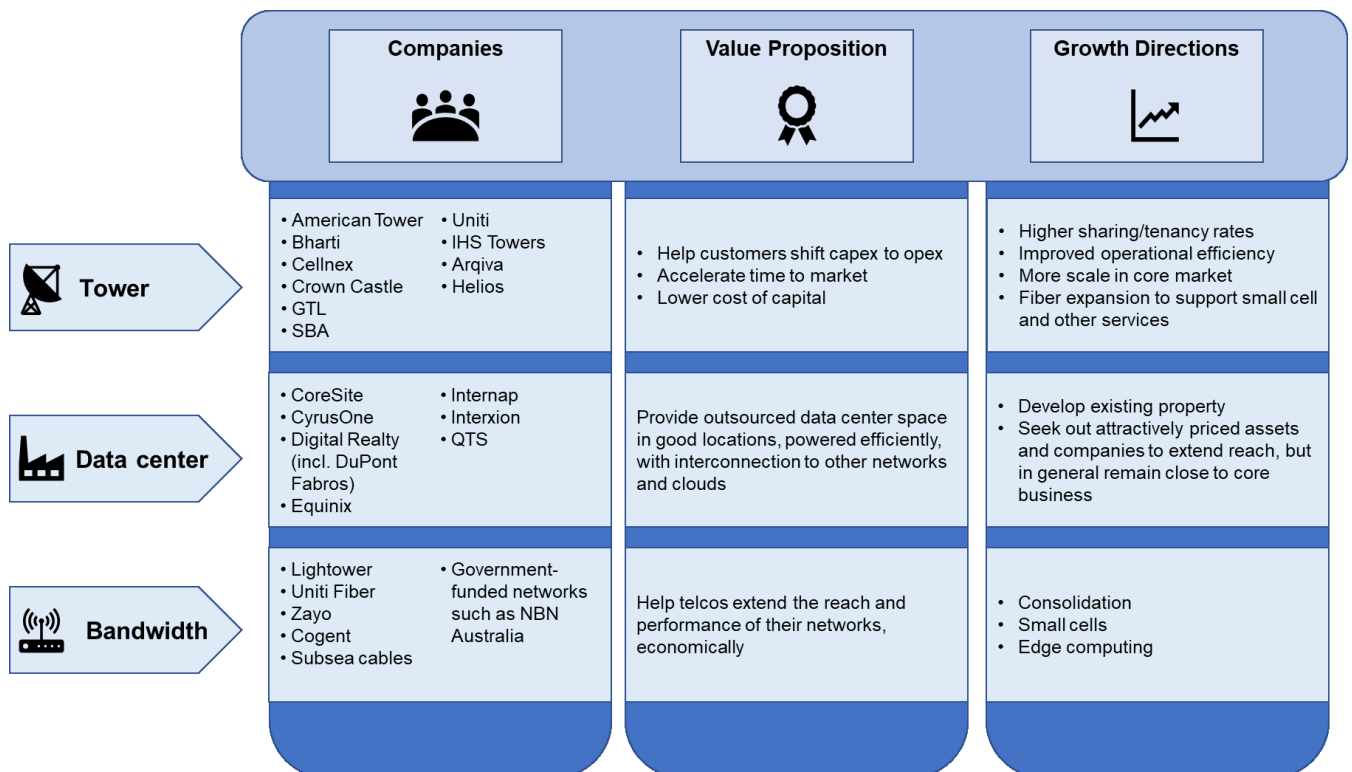 Companies
Value Proposition
Growth Directions
Tower
• American Tower
• Bharti
• Cellnex
• Crown Castle
• GTL
• SBA
• Uniti
• IHS Towers
• Arqiva
• Helios
• Help customers shift capex to opex
• Accelerate time to market
• Lower cost of capital
• Higher sharing/tenancy rates
• Improved operational efficiency
• More scale in core market
• Fiber expansion to support small cell
and other services
Data center
• CoreSite
• CyrusOne
• Digital Realty
(incl. DuPont
Fabros)
• Equinix
• Internap
• Interxion
• QTS
Provide outsourced data center space
in good locations, powered efficiently,
with interconnection to other networks
and clouds
• Develop existing property
• Seek out attractively priced assets
and companies to extend reach, but
in general remain close to core
business
Bandwidth
• Lightower
• Uniti Fiber
• Zayo
• Cogent
• Subsea cables
• Government-
funded networks
such as NBN
Australia
Help telcos extend the reach and
performance of their networks,
economically
• Consolidation
• Small cells
• Edge computing